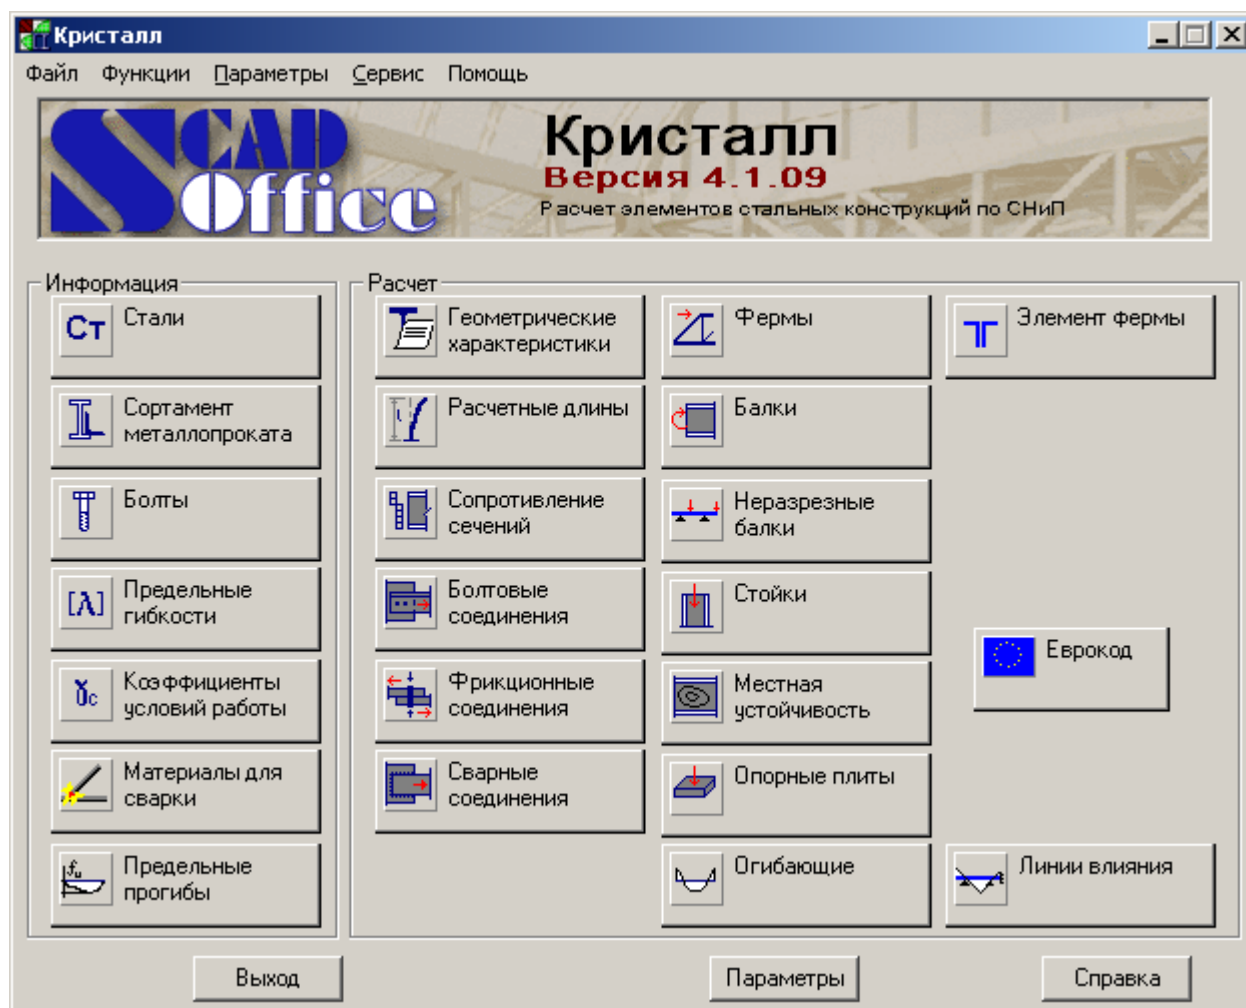 Кристалл
Файл Функции Параметры Сервис Помощь
SCAD
Office
Кристалл
Версия 4.1.09
Расчет элементов стальных конструкций по СНиП
Информация
Ст
Стали
Сортамент
металлопроката
Болты
[λ]
Предельные
гибкости
γc
Коэффициенты
условий работы
Материалы для
сварки
fu
Предельные
прогибы
Расчет
Геометрические
характеристики
Расчетные длины
Сопротивление
сечений
Болтовые
соединения
Фрикционные
соединения
Сварные
соединения
Фермы
Балки
Неразрезные
балки
Стойки
Местная
устойчивость
Опорные плиты
Огибающие
Элемент фермы
Еврокод
Линии влияния
Выход
Параметры
Справка